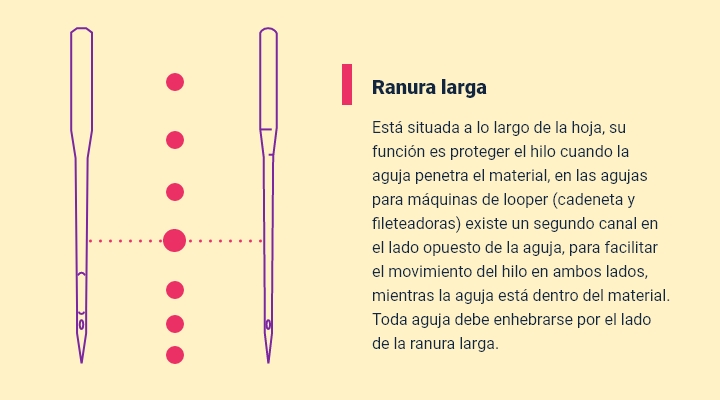 Ranura larga
Está situada a lo largo de la hoja, su
función es proteger el hilo cuando la
aguja penetra el material, en las agujas
para máquinas de looper (cadeneta y
fileteadoras) existe un segundo canal en
el lado opuesto de la aguja, para facilitar
el movimiento del hilo en ambos lados,
mientras la aguja está dentro del material.
Toda aguja debe enhebrarse por el lado
de la ranura larga.